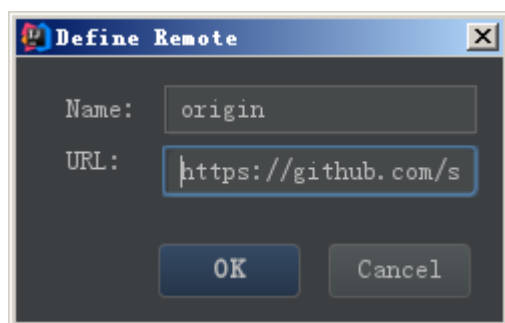 Define Remote
Name: origin
URL: https://github.com/s
OK Cancel